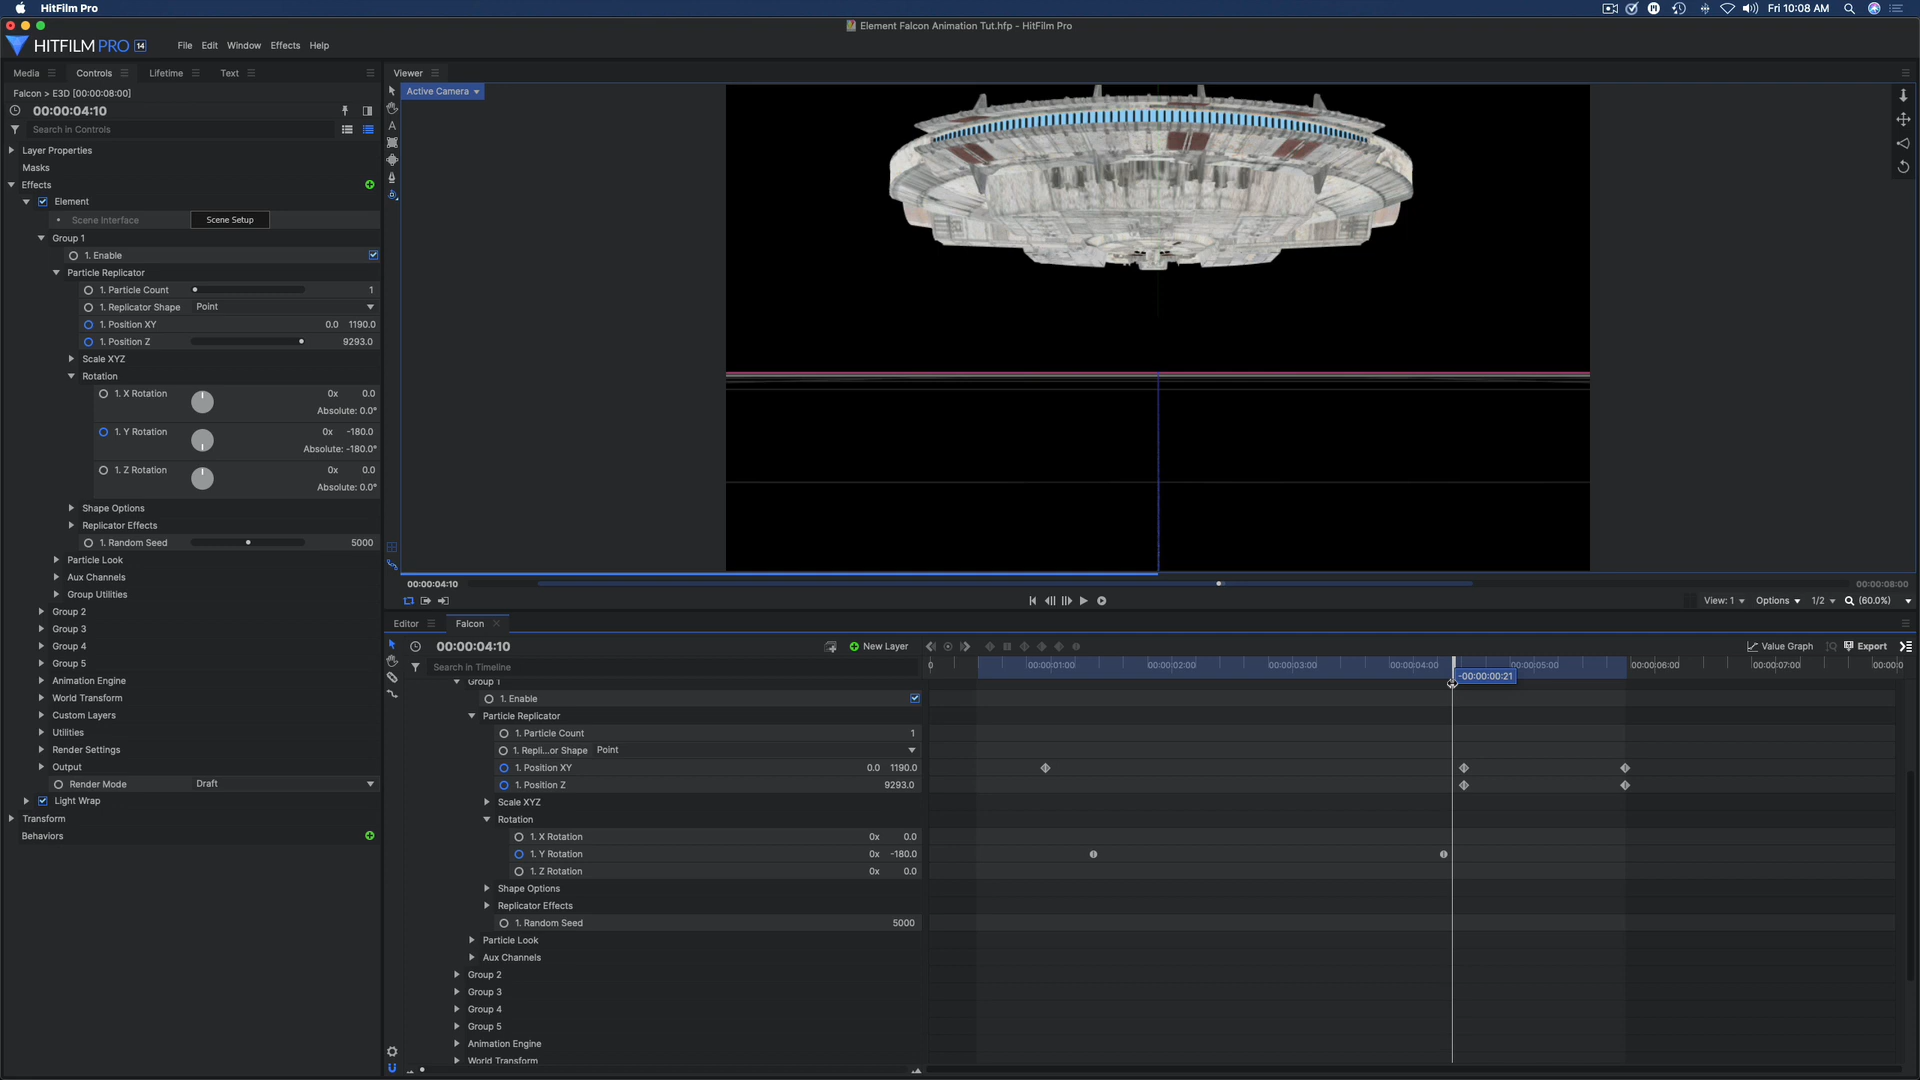 HitFilm Pro
Fri 10:08 AM
Element Falcon Animation Tut.hfp - HitFilm Pro
HITFILM PRO 14
File Edit Window Effects Help
Media Controls Lifetime Text
Viewer
Falcon > E3D [00:00:08:00]
Active Camera
00:00:04:10
Search in Controls
Layer Properties
Masks
Effects
Element
Scene Interface Scene Setup
Group 1
1. Enable
Particle Replicator
1. Particle Count 1
1. Replicator Shape Point
1. Position XY 0.0 1190.0
1. Position Z 9293.0
Scale XYZ
Rotation
1. X Rotation 0x 0.0
Absolute: 0.0°
1. Y Rotation 0x -180.0
Absolute: -180.0°
1. Z Rotation 0x 0.0
Absolute: 0.0°
Shape Options
Replicator Effects
1. Random Seed 5000
Particle Look
Aux Channels
Group Utilities
Group 2
Group 3
Group 4
Group 5
Animation Engine
World Transform
Custom Layers
Utilities
Render Settings
Output
Render Mode Draft
Light Wrap
Transform
Behaviors
00:00:04:10 00:00:08:00
View: 1 Options 1/2 (60.0%)
Editor Falcon
00:00:04:10 New Layer Value Graph Export
Search in Timeline
0 00:00:01:00 00:00:02:00 00:00:03:00 00:00:04:00 00:00:05:00 00:00:06:00 00:00:07:00 00:00:0
-00:00:00:21
Group 1
1. Enable
Particle Replicator
1. Particle Count 1
1. Repli...or Shape Point
1. Position XY 0.0 1190.0
1. Position Z 9293.0
Scale XYZ
Rotation
1. X Rotation 0x 0.0
1. Y Rotation 0x -180.0
1. Z Rotation 0x 0.0
Shape Options
Replicator Effects
1. Random Seed 5000
Particle Look
Aux Channels
Group 2
Group 3
Group 4
Group 5
Animation Engine
World Transform